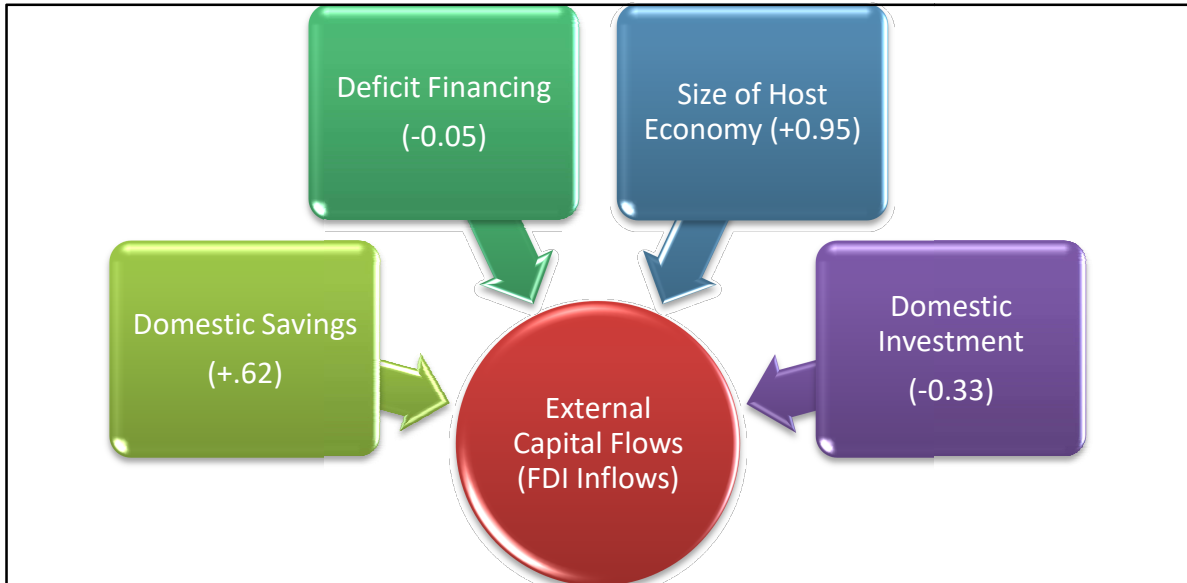 Deficit Financing
(-0.05)
Size of Host
Economy (+0.95)
Domestic Savings
(+.62)
Domestic
Investment
(-0.33)
External
Capital Flows
(FDI Inflows)